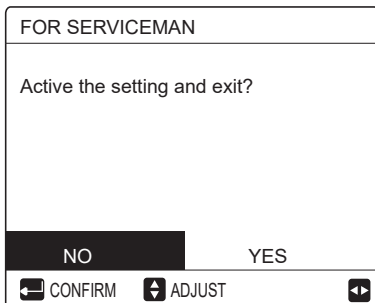 FOR SERVICEMAN
Active the setting and exit?
NO YES
CONFIRM ADJUST